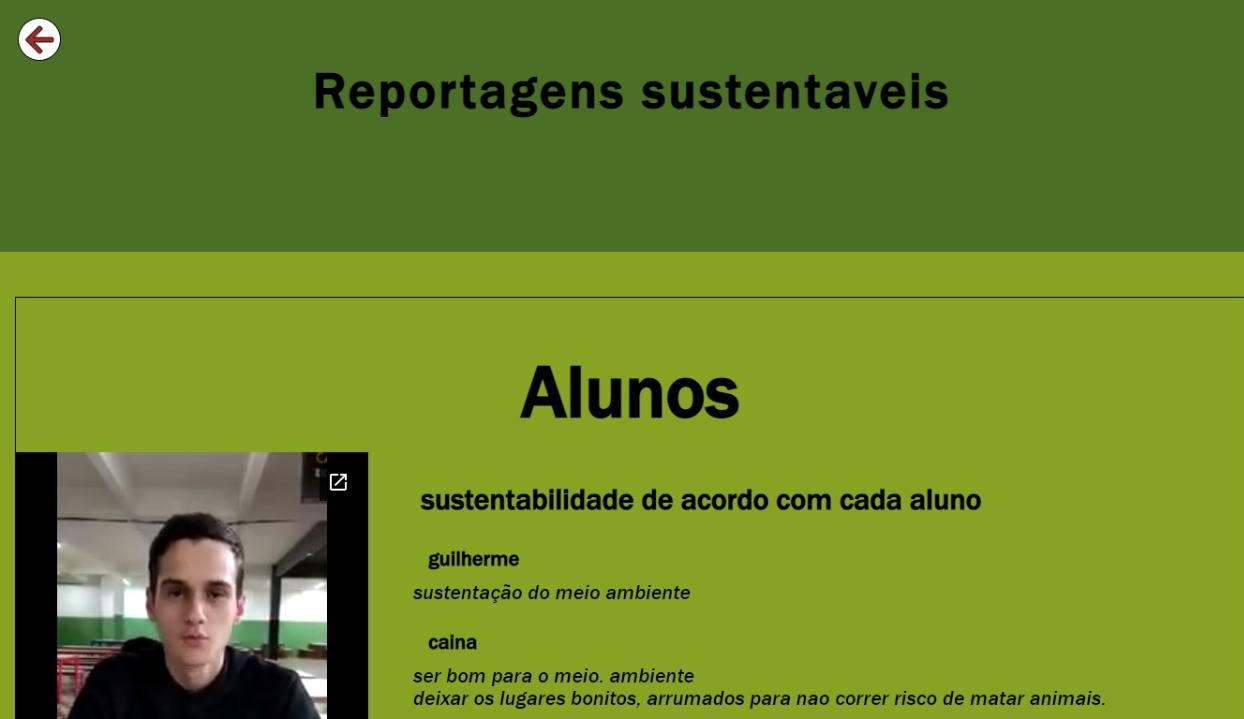 Reportagens sustentaveis
Alunos
sustentabilidade de acordo com cada aluno
guilherme
sustentação do meio ambiente
caina
ser bom para o meio. ambiente
deixar os lugares bonitos, arrumados para nao correr risco de matar animais.